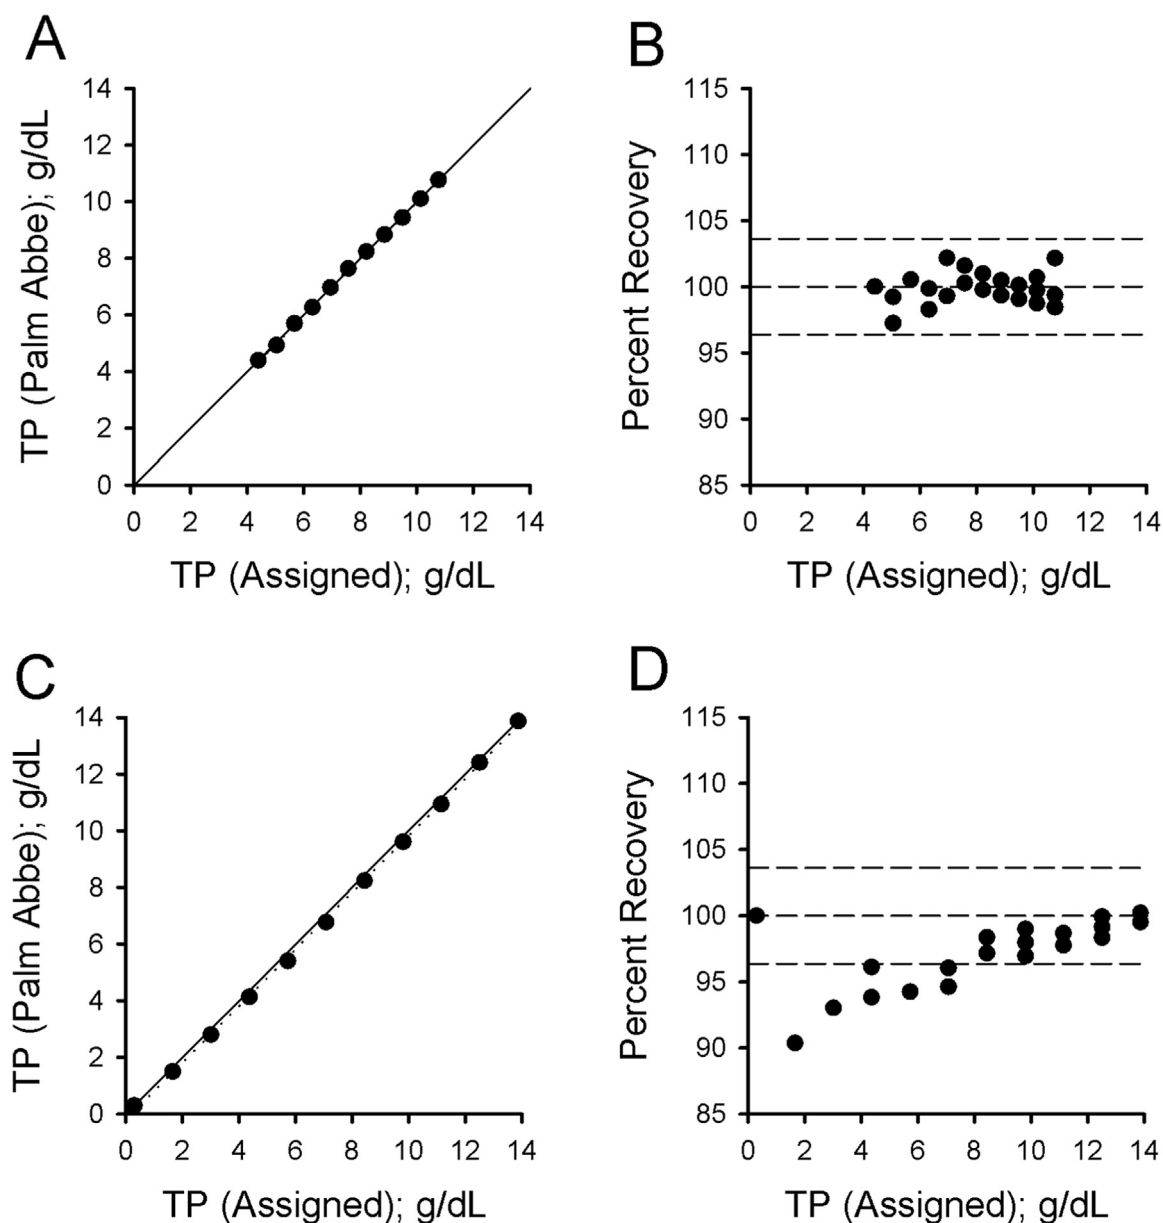 A
TP (Palm Abbe); g/dL
14
12
10
8
6
4
2
0
0 2 4 6 8 10 12 14
TP (Assigned); g/dL
B
Percent Recovery
115
110
105
100
95
90
85
0 2 4 6 8 10 12 14
TP (Assigned); g/dL
C
TP (Palm Abbe); g/dL
14
12
10
8
6
4
2
0
0 2 4 6 8 10 12 14
TP (Assigned); g/dL
D
Percent Recovery
115
110
105
100
95
90
85
0 2 4 6 8 10 12 14
TP (Assigned); g/dL